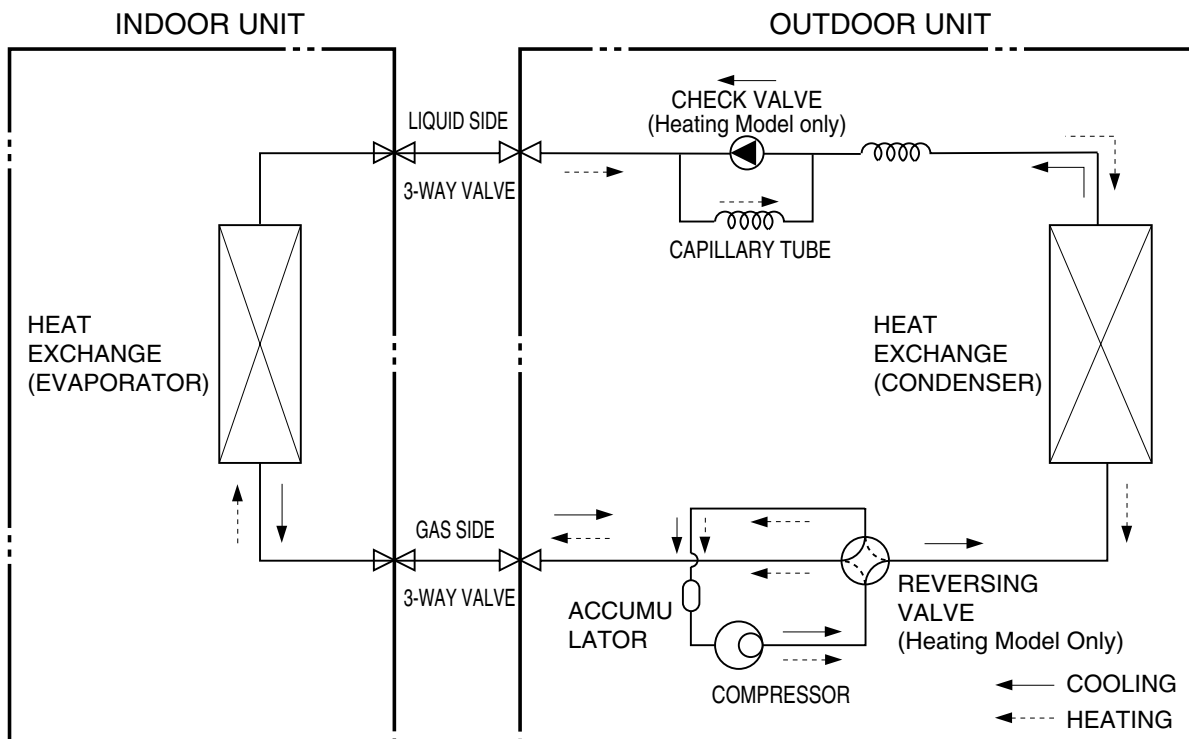 INDOOR UNIT
OUTDOOR UNIT
LIQUID SIDE
3-WAY VALVE
CHECK VALVE
(Heating Model only)
CAPILLARY TUBE
HEAT
EXCHANGE
(EVAPORATOR)
HEAT
EXCHANGE
(CONDENSER)
GAS SIDE
3-WAY VALVE
ACCUMU
LATOR
COMPRESSOR
REVERSING
VALVE
(Heating Model Only)
COOLING
HEATING